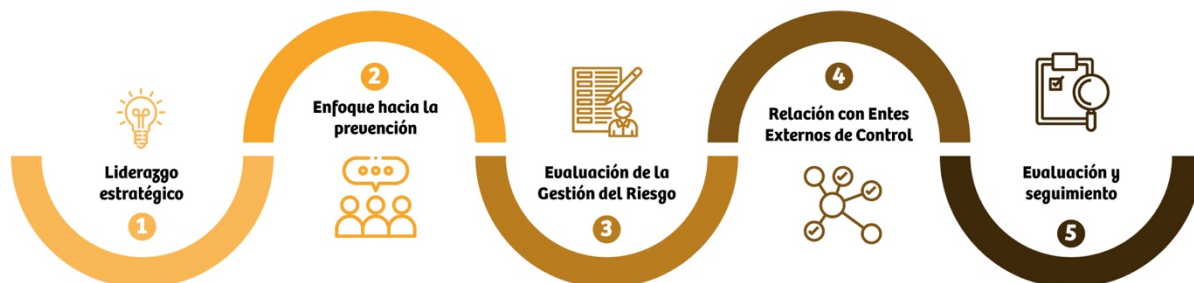 Liderazgo
estratégico
1
2
Enfoque hacia la
prevención
Evaluación de la
Gestión del Riesgo
3
4
Relación con Entes
Externos de Control
Evaluación y
seguimiento
5